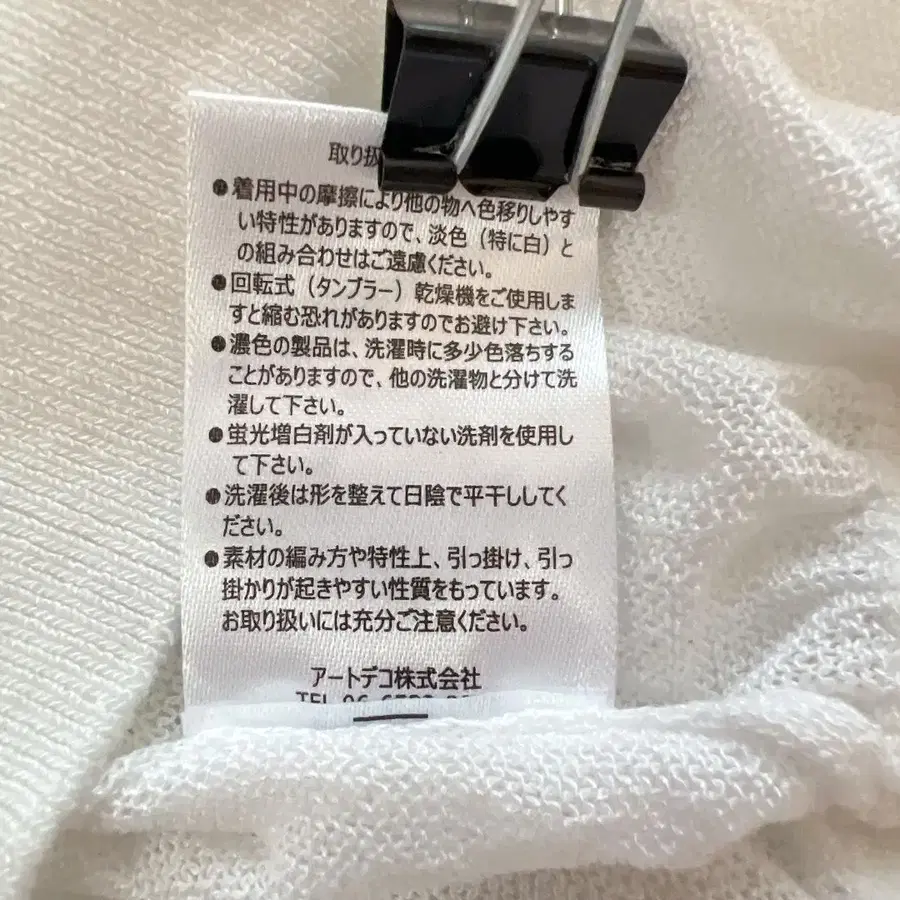 取り扱
●着用中の摩擦により他の物へ色移りしやす
い特性がありますので、淡色（特に白）と
の組み合わせはご遠慮ください。
●回転式（タンブラー）乾燥機をご使用しま
すと縮む恐れがありますのでお避け下さい。
●濃色の製品は、洗濯時に多少色落ちする
ことがありますので、他の洗濯物と分けて洗
濯して下さい。
●蛍光増白剤が入っていない洗剤を使用し
て下さい。
●洗濯後は形を整えて日陰で平干ししてく
ださい。
●素材の編み方や特性上、引っ掛け、引っ
掛かりが起きやすい性質をもっています。
お取り扱いには充分ご注意ください。
アートデコ株式会社
TEL 06